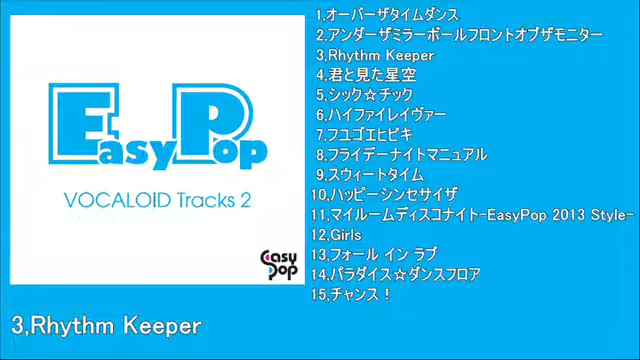 EasyPop
VOCALOID Tracks 2
Easy
Pop
1,オーバーザタイムダンス
2,アンダーザミラーボールフロントオブザモニター
3,Rhythm Keeper
4,君と見た星空
5,シック☆チック
6,ハイファイレイヴァー
7,フユゴエヒビキ
8,フライデーナイトマニュアル
9,スウィートタイム
10,ハッピーシンセサイザ
11,マイルームディスコナイト-EasyPop 2013 Style-
12,Girls
13,フォール イン ラブ
14,パラダイス☆ダンスフロア
15,チャンス！
3,Rhythm Keeper